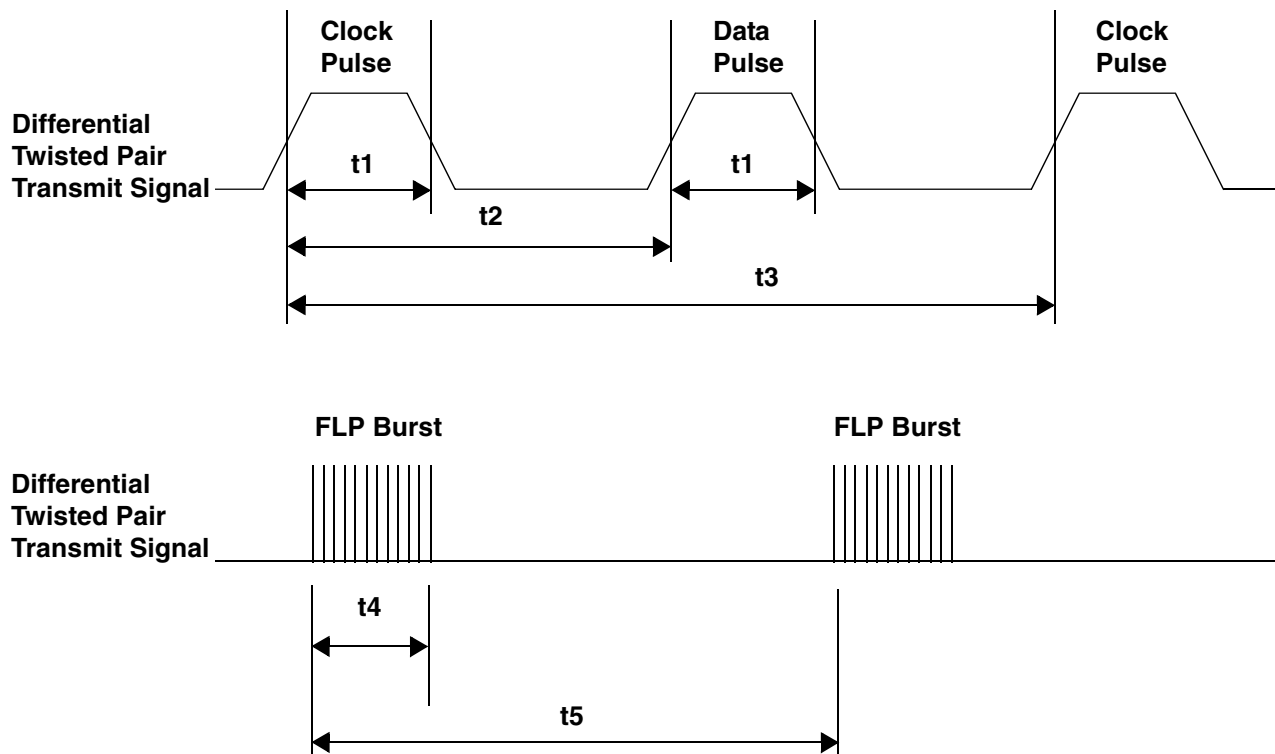 Clock
Pulse
Data
Pulse
Clock
Pulse
Differential
Twisted Pair
Transmit Signal
t1
t1
t2
t3
FLP Burst
FLP Burst
Differential
Twisted Pair
Transmit Signal
t4
t5